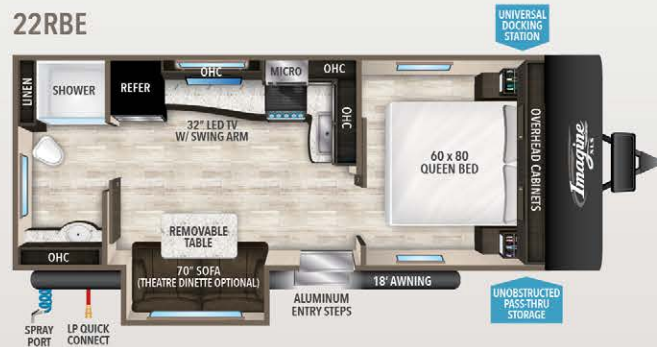 22RBE
UNIVERSAL
DOCKING
STATION
LINEN
SHOWER
REFER
OHC
MICRO
OHC
OHC
32" LED TV
W/ SWING ARM
60 x 80
QUEEN BED
OVERHEAD CABINETS
Imagine
XLS
REMOVABLE
TABLE
OHC
70" SOFA
(THEATRE DINETTE OPTIONAL)
18' AWNING
ALUMINUM
ENTRY STEPS
UNOBSTRUCTED
PASS-THRU
STORAGE
SPRAY
PORT
LP QUICK
CONNECT